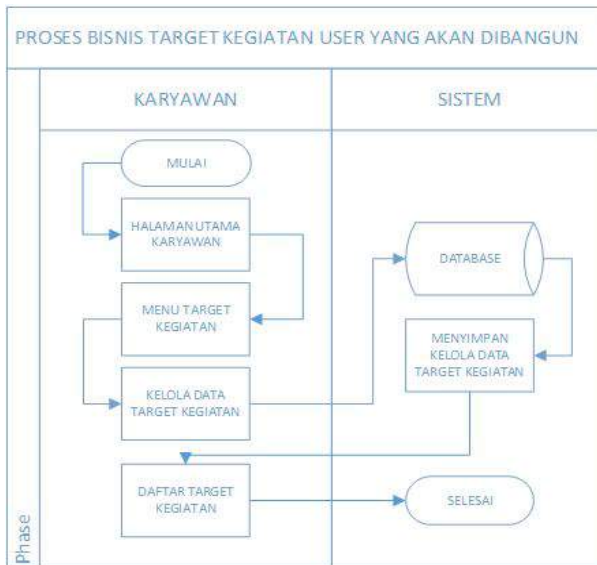 PROSES BISNIS TARGET KEGIATAN USER YANG AKAN DIBANGUN
KARYAWAN
SISTEM
MULAI
HALAMAN UTAMA
KARYAWAN
DATABASE
MENU TARGET
KEGIATAN
MENYIMPAN
KELOLA DATA
TARGET KEGIATAN
KELOLA DATA
TARGET KEGIATAN
DAFTAR TARGET
KEGIATAN
SELESAI
Phase